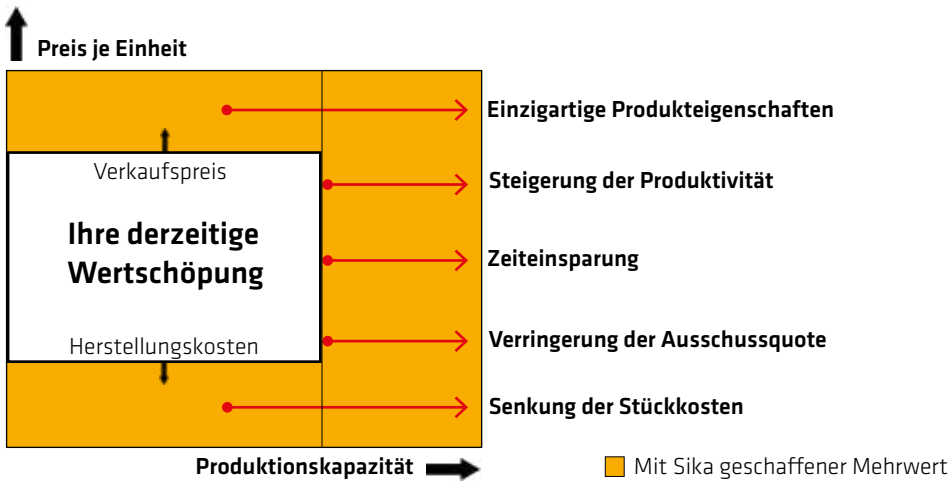 Preis je Einheit
Einzigartige Produkteigenschaften
Verkaufspreis
Steigerung der Produktivität
Ihre derzeitige
Wertschöpung
Zeiteinsparung
Herstellungskosten
Verringerung der Ausschussquote
Senkung der Stückkosten
Produktionskapazität
Mit Sika geschaffener Mehrwert